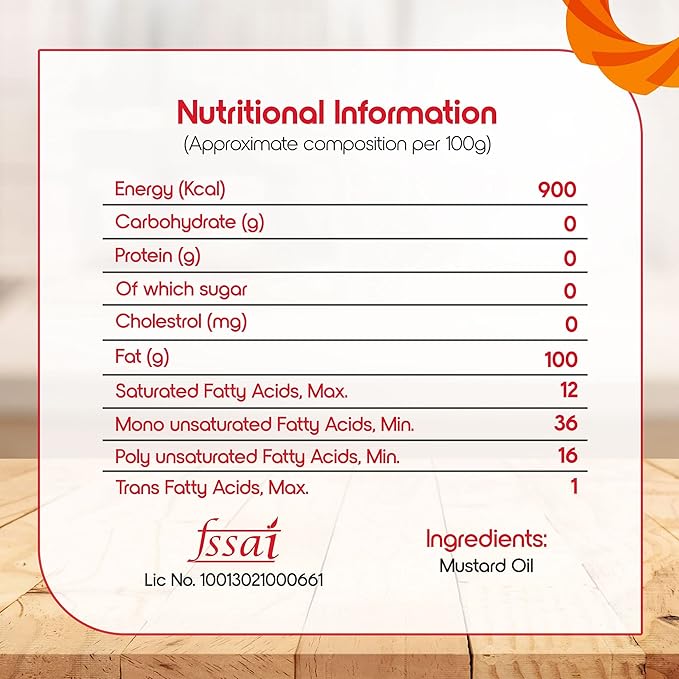 Nutritional Information
(Approximate composition per 100g)
Energy (Kcal) 900
Carbohydrate (g) 0
Protein (g) 0
Of which sugar 0
Cholestrol (mg) 0
Fat (g) 100
Saturated Fatty Acids, Max. 12
Mono unsaturated Fatty Acids, Min. 36
Poly unsaturated Fatty Acids, Min. 16
Trans Fatty Acids, Max. 1
fssai
Lic No. 10013021000661
Ingredients:
Mustard Oil